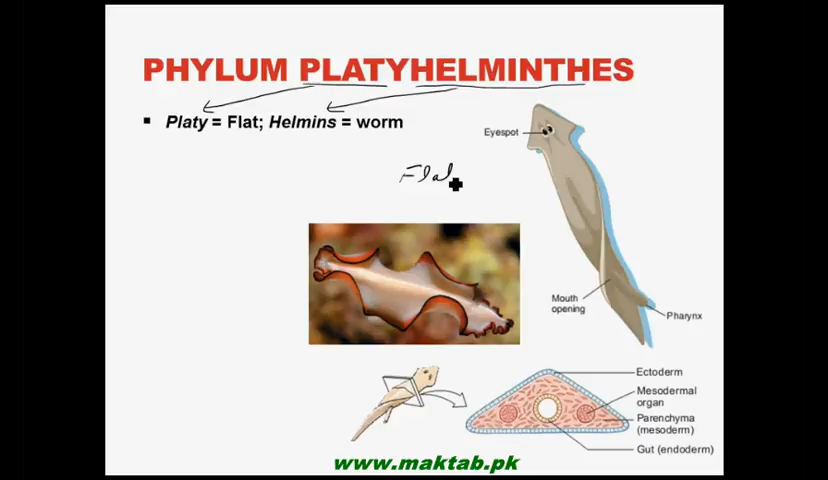 PHYLUM PLATYHELMINTHES
▪ Platy = Flat; Helmins = worm
Eyespot
Flat
Mouth
opening
Pharynx
Ectoderm
Mesodermal
organ
Parenchyma
(mesoderm)
Gut (endoderm)
www.maktab.pk